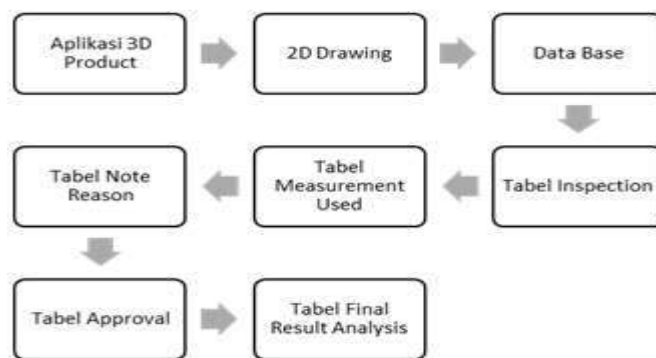 Aplikasi 3D
Product
2D Drawing
Data Base
Tabel Inspection
Tabel
Measurement
Used
Tabel Note
Reason
Tabel Approval
Tabel Final
Result Analysis